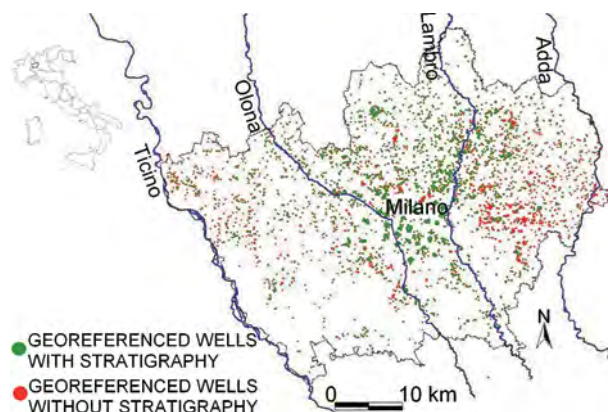 Ticino
Olona
Lambro
Adda
Milano
N
GEOREFERENCED WELLS
WITH STRATIGRAPHY
GEOREFERENCED WELLS
WITHOUT STRATIGRAPHY
0 10 km